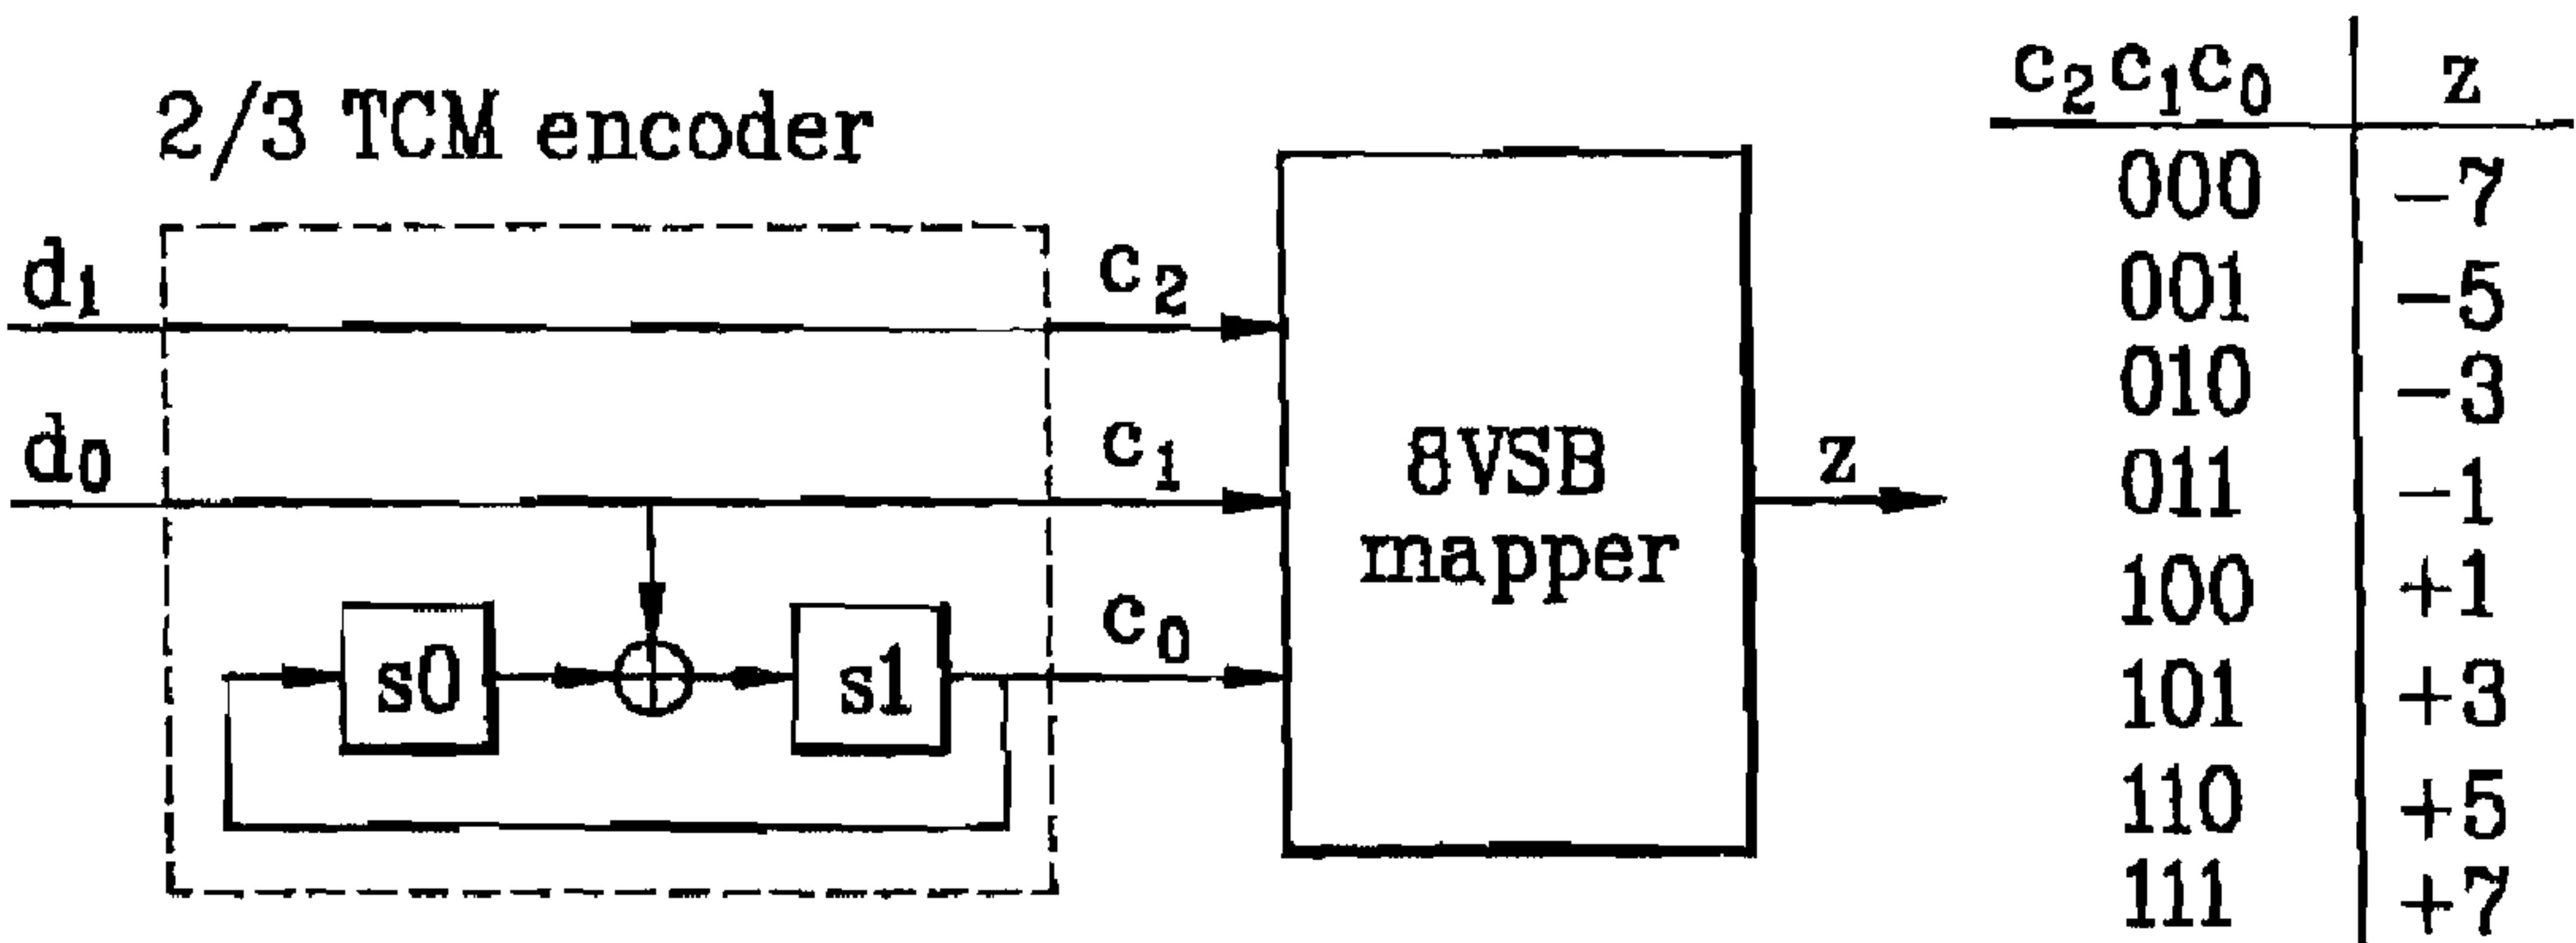 2/3 TCM encoder
d₁
d₀
s0
s1
c₂
c₁
c₀
8VSB
mapper
z
c₂c₁c₀ z
000 −7
001 −5
010 −3
011 −1
100 +1
101 +3
110 +5
111 +7